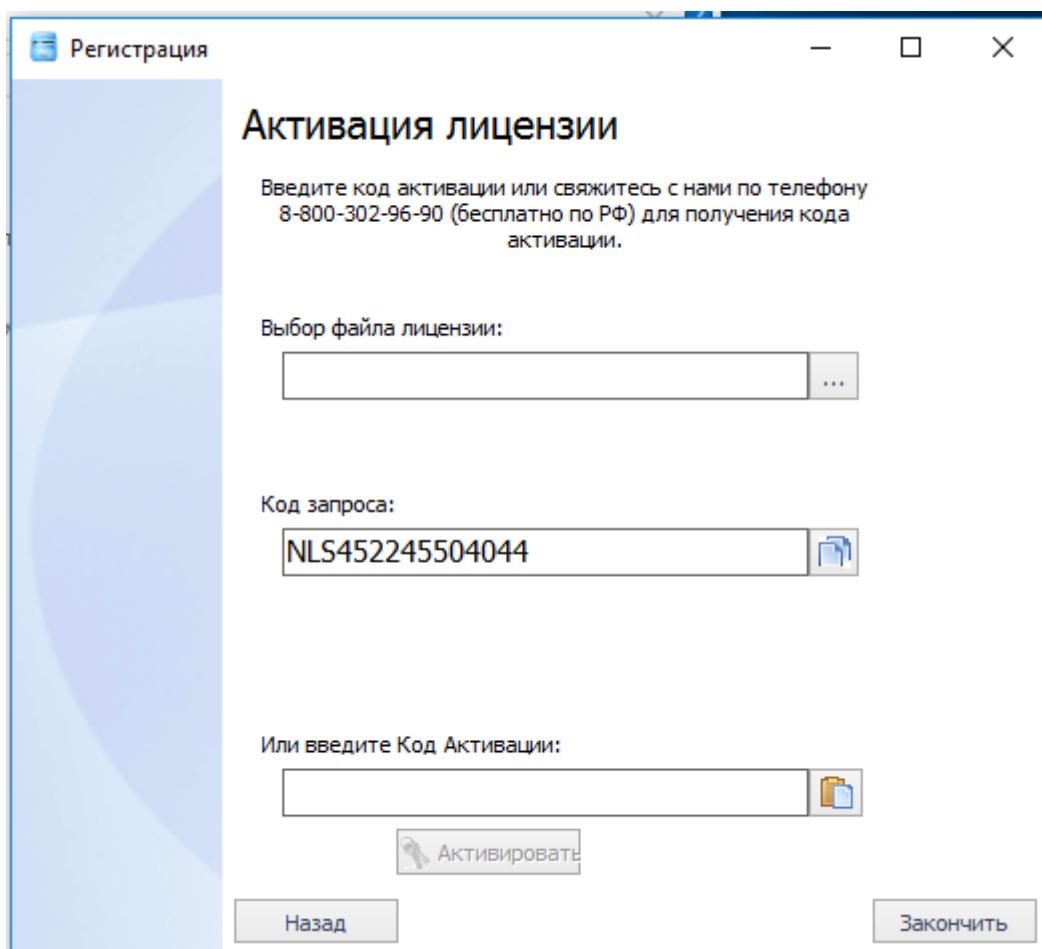 Регистрация
Активация лицензии
Введите код активации или свяжитесь с нами по телефону
8-800-302-96-90 (бесплатно по РФ) для получения кода
активации.
Выбор файла лицензии:
...
Код запроса:
NLS452245504044
Или введите Код Активации:
Активировать
Назад
Закончить